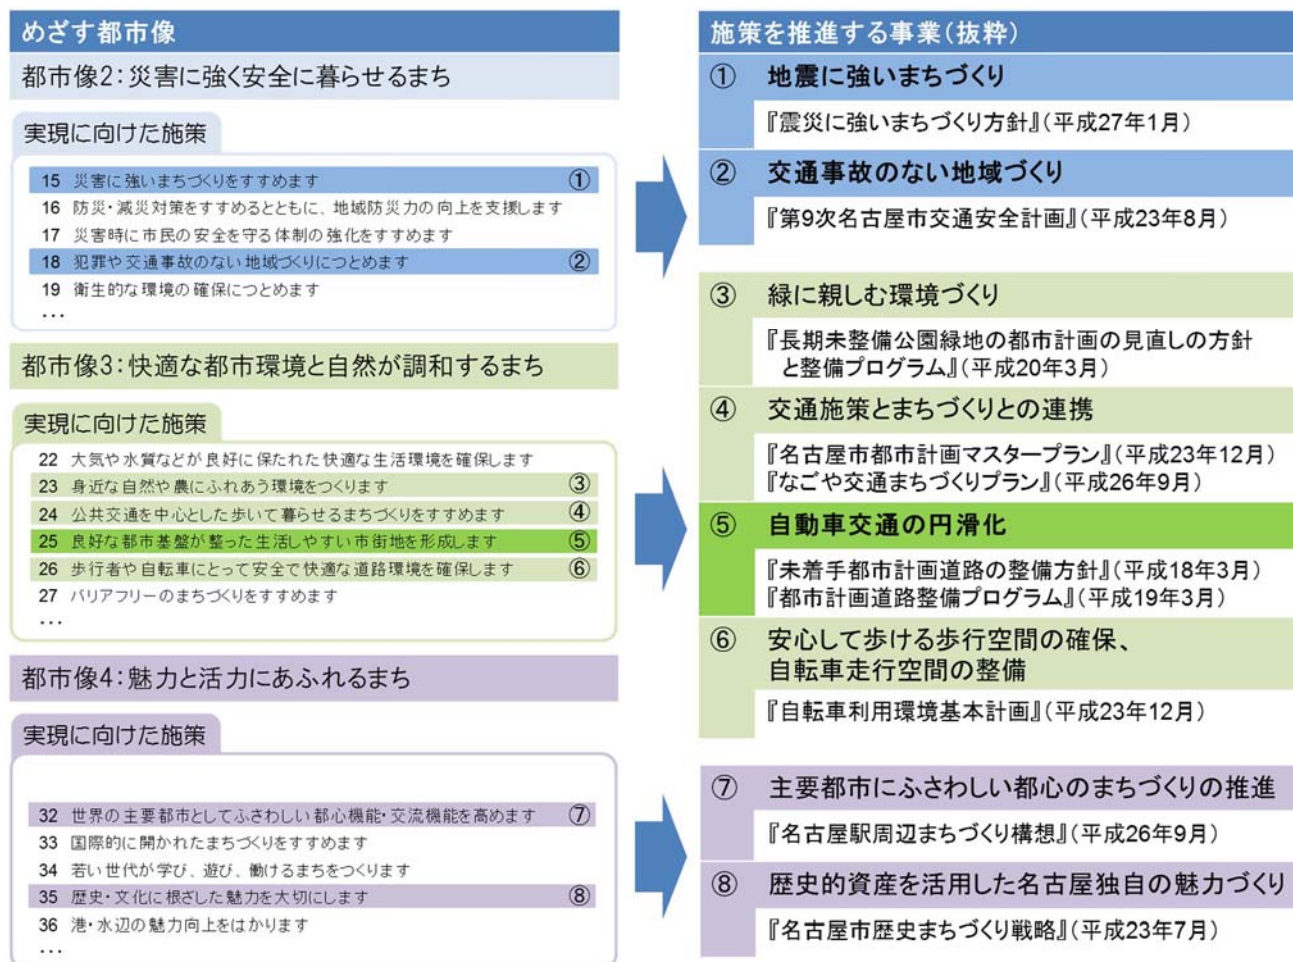 めざす都市像
都市像2：災害に強く安全に暮らせるまち
実現に向けた施策
15 災害に強いまちづくりをすすめます ①
16 防災・減災対策をすすめるとともに、地域防災力の向上を支援します
17 災害時に市民の安全を守る体制の強化をすすめます
18 犯罪や交通事故のない地域づくりにつとめます ②
19 衛生的な環境の確保につとめます
…
都市像3：快適な都市環境と自然が調和するまち
実現に向けた施策
22 大気や水質などが良好に保たれた快適な生活環境を確保します
23 身近な自然や農にふれあう環境をつくります ③
24 公共交通を中心とした歩いて暮らせるまちづくりをすすめます ④
25 良好な都市基盤が整った生活しやすい市街地を形成します ⑤
26 歩行者や自転車にとって安全で快適な道路環境を確保します ⑥
27 バリアフリーのまちづくりをすすめます
…
都市像4：魅力と活力にあふれるまち
実現に向けた施策
32 世界の主要都市としてふさわしい都心機能・交流機能を高めます ⑦
33 国際的に開かれたまちづくりをすすめます
34 若い世代が学び、遊び、働けるまちをつくります
35 歴史・文化に根ざした魅力を大切にします ⑧
36 港・水辺の魅力向上をはかります
…
施策を推進する事業（抜粋）
① 地震に強いまちづくり
『震災に強いまちづくり方針』（平成27年1月）
② 交通事故のない地域づくり
『第9次名古屋市交通安全計画』（平成23年8月）
③ 緑に親しむ環境づくり
『長期未整備公園緑地の都市計画の見直しの方針
と整備プログラム』（平成20年3月）
④ 交通施策とまちづくりとの連携
『名古屋市都市計画マスタープラン』（平成23年12月）
『なごや交通まちづくりプラン』（平成26年9月）
⑤ 自動車交通の円滑化
『未着手都市計画道路の整備方針』（平成18年3月）
『都市計画道路整備プログラム』（平成19年3月）
⑥ 安心して歩ける歩行空間の確保、
自転車走行空間の整備
『自転車利用環境基本計画』（平成23年12月）
⑦ 主要都市にふさわしい都心のまちづくりの推進
『名古屋駅周辺まちづくり構想』（平成26年9月）
⑧ 歴史的資産を活用した名古屋独自の魅力づくり
『名古屋市歴史まちづくり戦略』（平成23年7月）